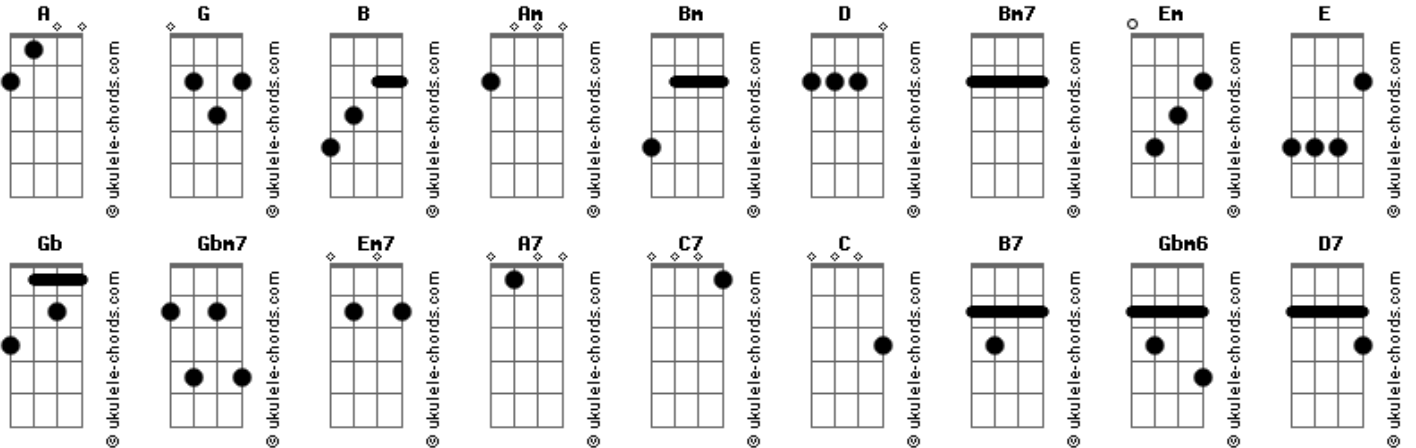 A G B Am Bm D Bm7 Em E
© ukulele-chords.com © ukulele-chords.com © ukulele-chords.com © ukulele-chords.com © ukulele-chords.com © ukulele-chords.com © ukulele-chords.com © ukulele-chords.com © ukulele-chords.com
Gb Gbm7 Em7 A7 C7 C B7 Gbm6 D7
© ukulele-chords.com © ukulele-chords.com © ukulele-chords.com © ukulele-chords.com © ukulele-chords.com © ukulele-chords.com © ukulele-chords.com © ukulele-chords.com © ukulele-chords.com